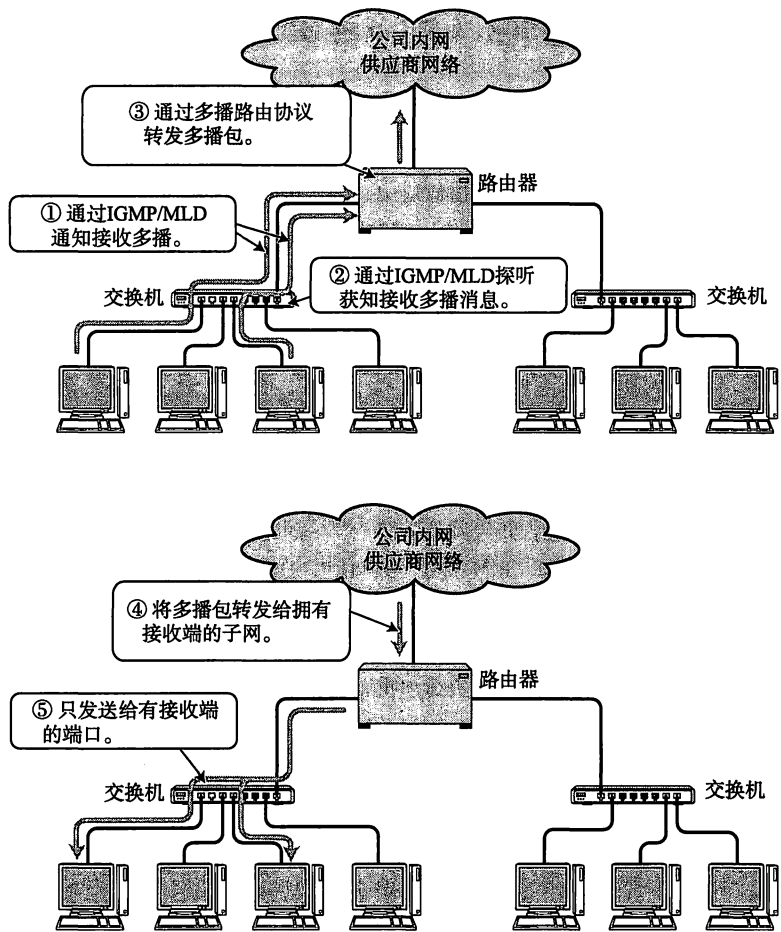 公司内网
供应商网络
③ 通过多播路由协议
转发多播包。
路由器
① 通过IGMP/MLD
通知接收多播。
② 通过IGMP/MLD探听
获知接收多播消息。
交换机
交换机
公司内网
供应商网络
④ 将多播包转发给拥有
接收端的子网。
路由器
⑤ 只发送给有接收端
的端口。
交换机
交换机